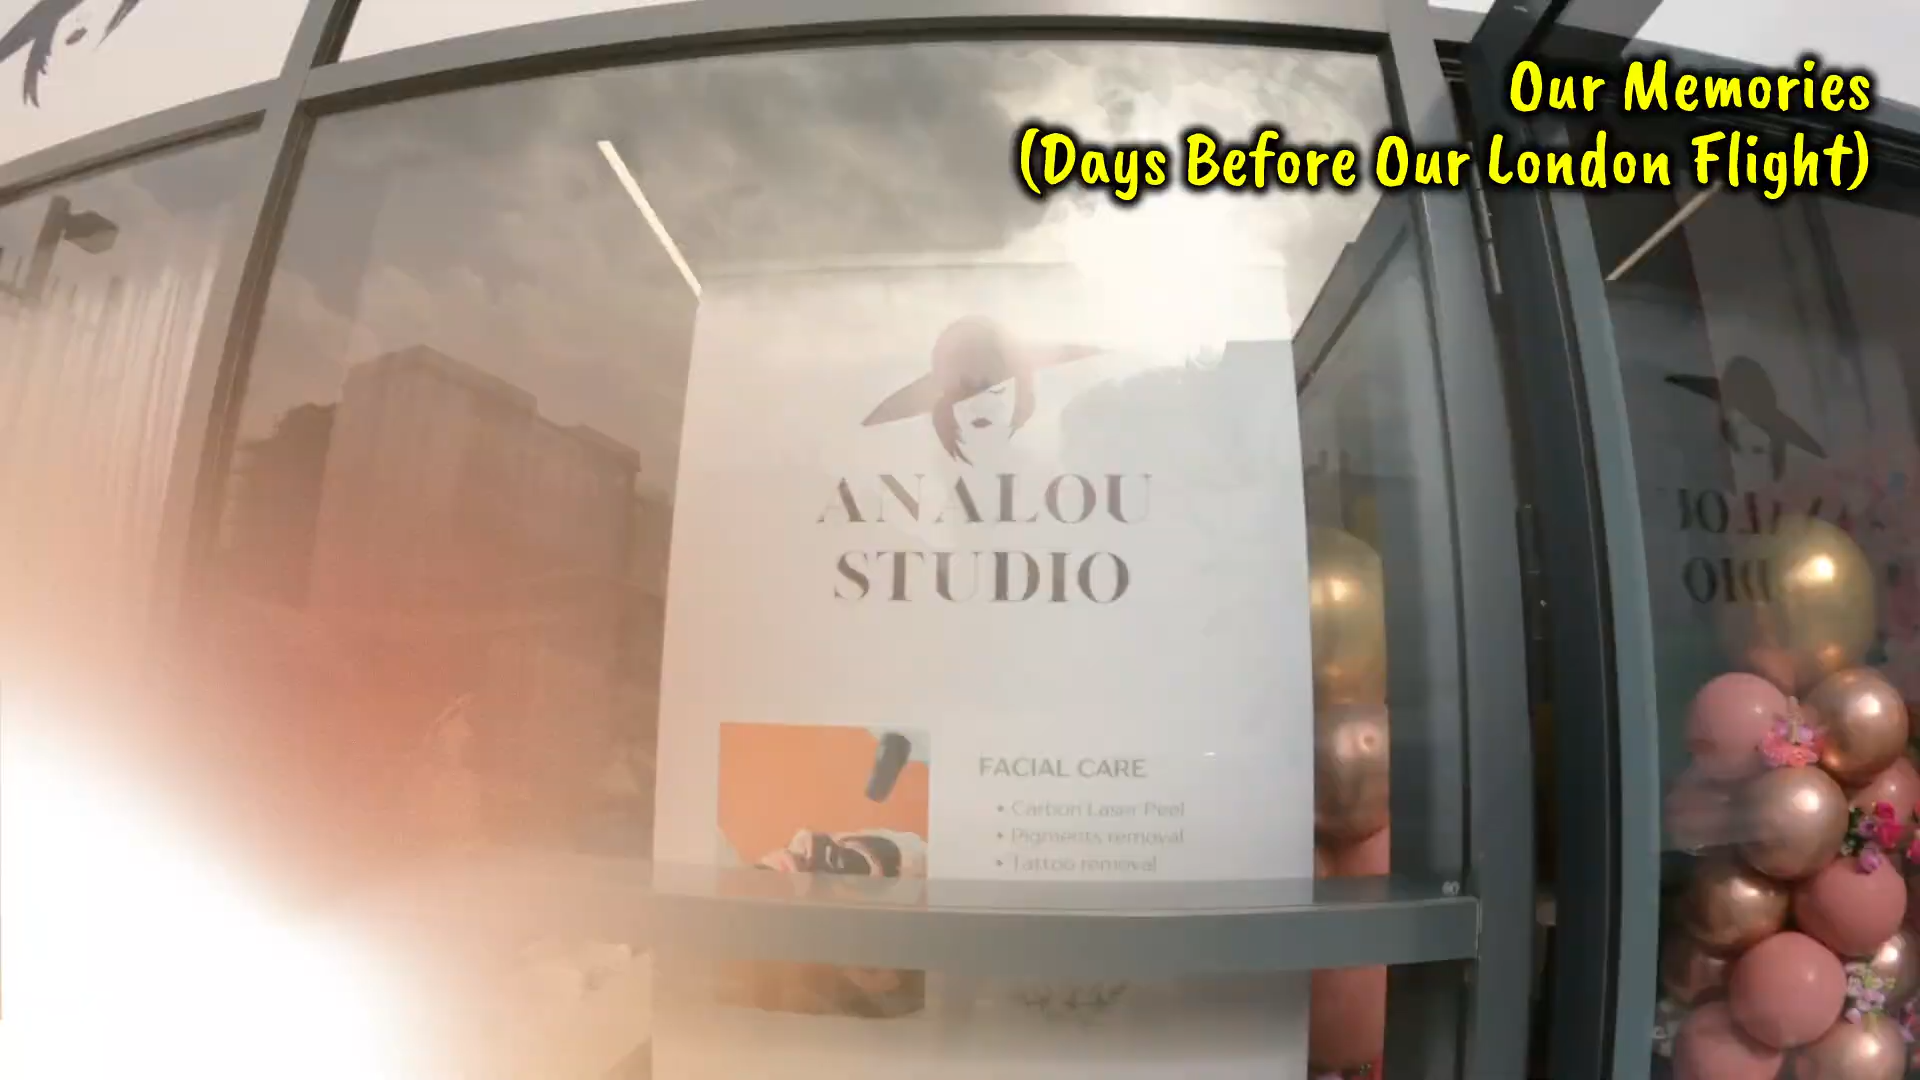 Our Memories
(Days Before Our London Flight)
ANALOU
STUDIO
FACIAL CARE
• Carbon Laser Peel
• Pigments removal
• Tattoo removal